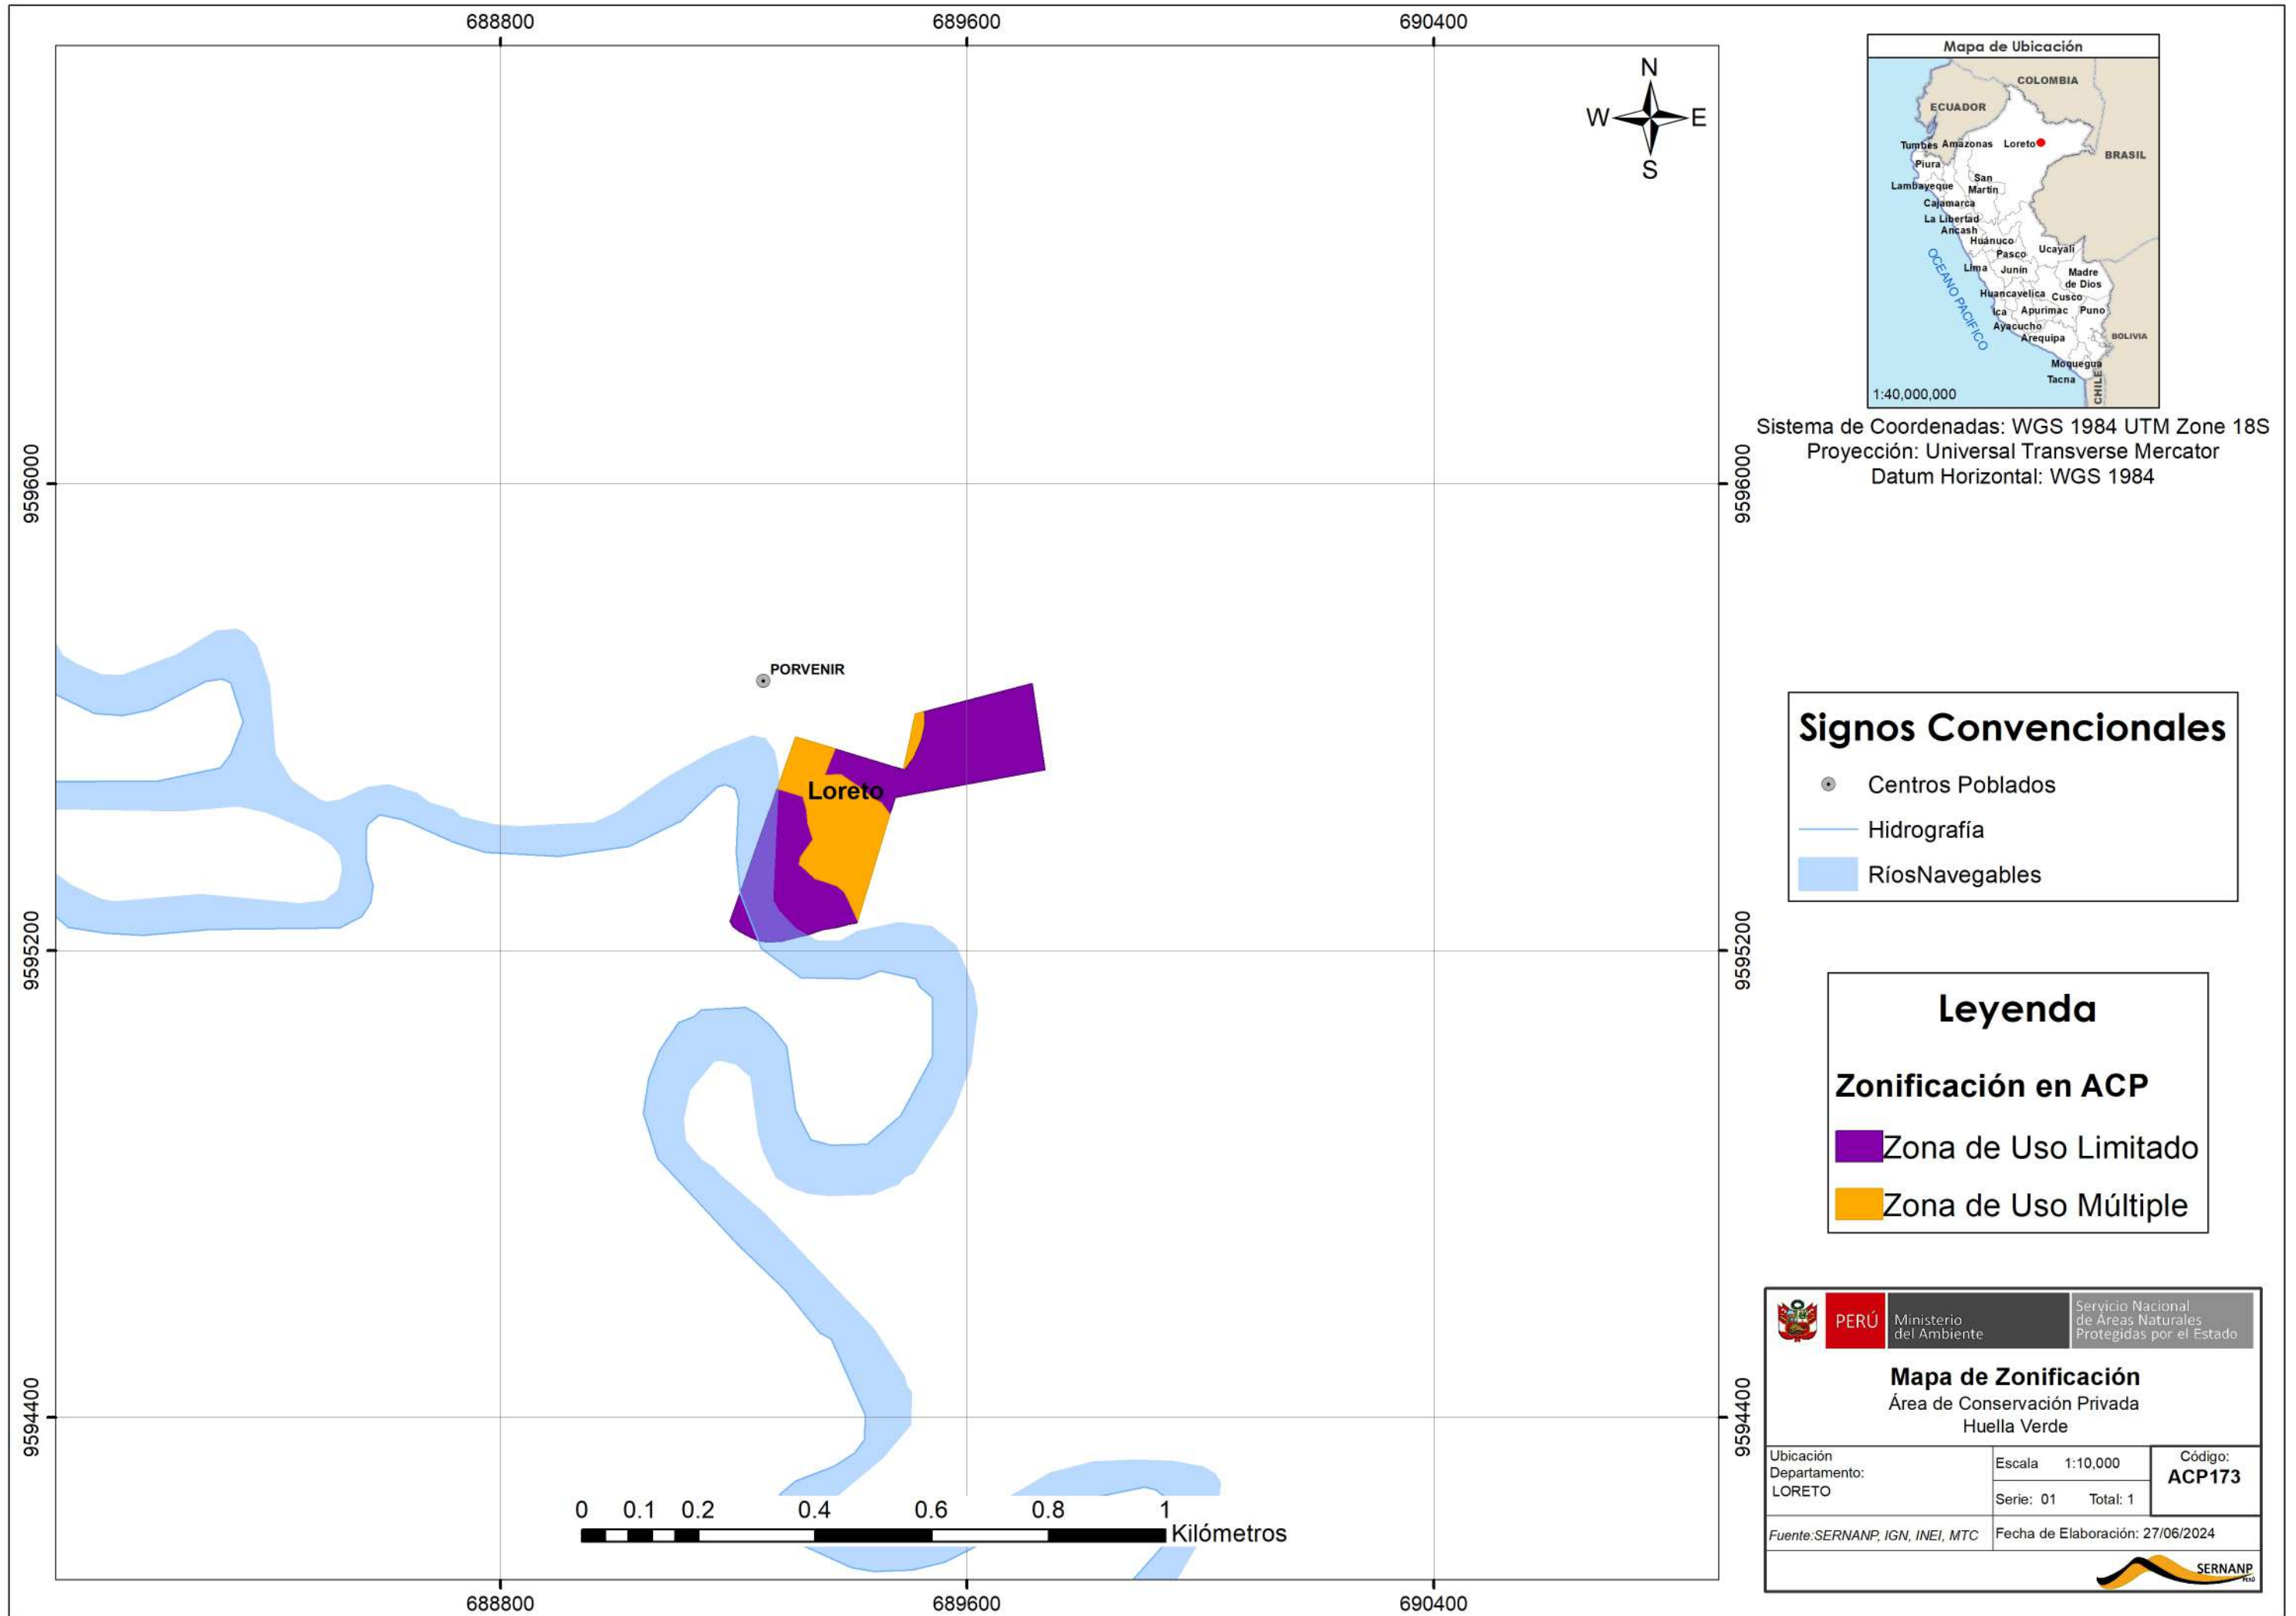 688800
689600
690400
N
W
E
S
9596000
9596000
PORVENIR
Loreto
9595200
9595200
9594400
9594400
0
0.1
0.2
0.4
0.6
0.8
1
Kilómetros
688800
689600
690400
Mapa de Ubicación
COLOMBIA
ECUADOR
Tumbes
Amazonas
Loreto
BRASIL
Piura
San
Martín
Lambayeque
Cajamarca
La Libertad
Ancash
Huánuco
Pasco
Ucayali
Lima
Junín
Madre
de Dios
Huancavelica
Cusco
Ica
Apurimac
Puno
Ayacucho
Arequipa
BOLIVIA
Moquegua
Tacna
CHILE
OCEANO PACIFICO
1:40,000,000
Sistema de Coordenadas: WGS 1984 UTM Zone 18S
Proyección: Universal Transverse Mercator
Datum Horizontal: WGS 1984
Signos Convencionales
Centros Poblados
Hidrografía
RíosNavegables
Leyenda
Zonificación en ACP
Zona de Uso Limitado
Zona de Uso Múltiple
PERÚ
Ministerio
del Ambiente
Servicio Nacional
de Áreas Naturales
Protegidas por el Estado
Mapa de Zonificación
Área de Conservación Privada
Huella Verde
Ubicación
Departamento:
LORETO
Escala 1:10,000
Serie: 01 Total: 1
Código:
ACP173
Fuente:SERNANP, IGN, INEI, MTC
Fecha de Elaboración: 27/06/2024
SERNANP
PERÚ